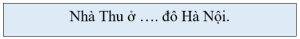 Nhà Thu ở …. đô Hà Nội.